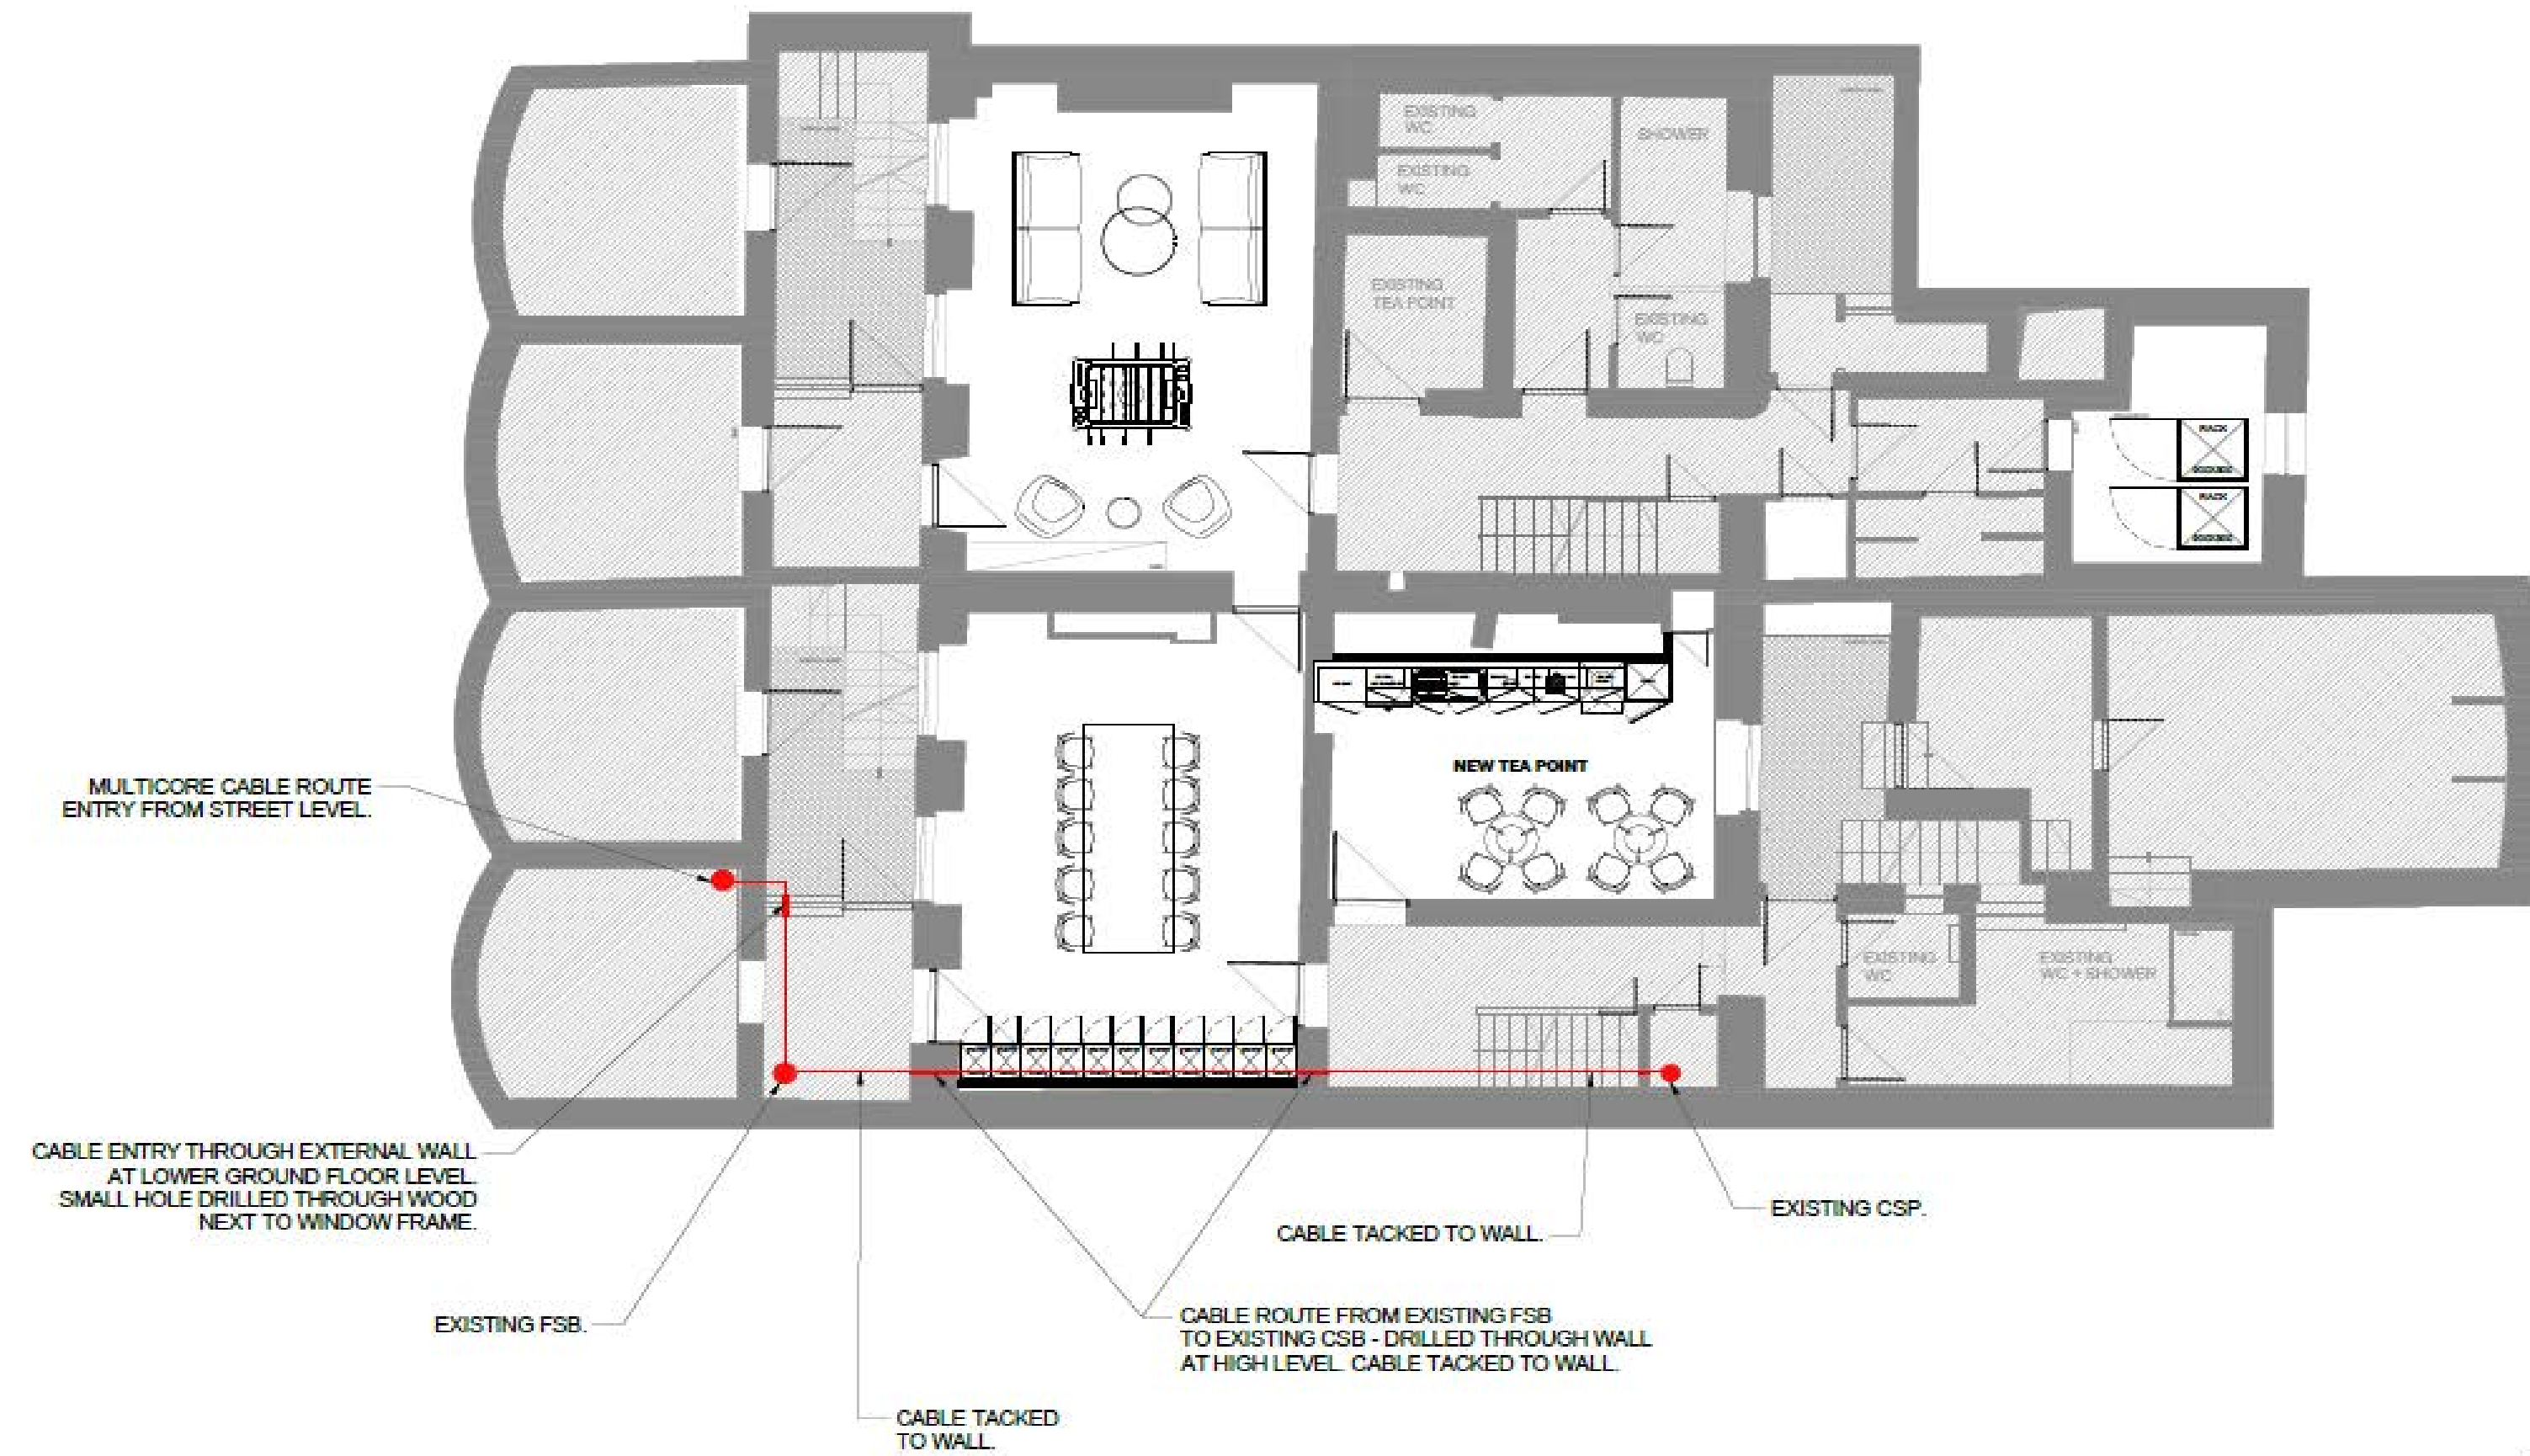 EXISTING
WC
EXISTING
WC
SHOWER
EXISTING
TEA POINT
EXISTING
WC
RACK
RACK
NEW TEA POINT
MULTICORE CABLE ROUTE
ENTRY FROM STREET LEVEL.
EXISTING
WC
EXISTING
WC + SHOWER
CABLE ENTRY THROUGH EXTERNAL WALL
AT LOWER GROUND FLOOR LEVEL.
SMALL HOLE DRILLED THROUGH WOOD
NEXT TO WINDOW FRAME.
EXISTING CSP.
CABLE TACKED TO WALL.
EXISTING FSB.
CABLE ROUTE FROM EXISTING FSB
TO EXISTING CSB - DRILLED THROUGH WALL
AT HIGH LEVEL. CABLE TACKED TO WALL.
CABLE TACKED
TO WALL.